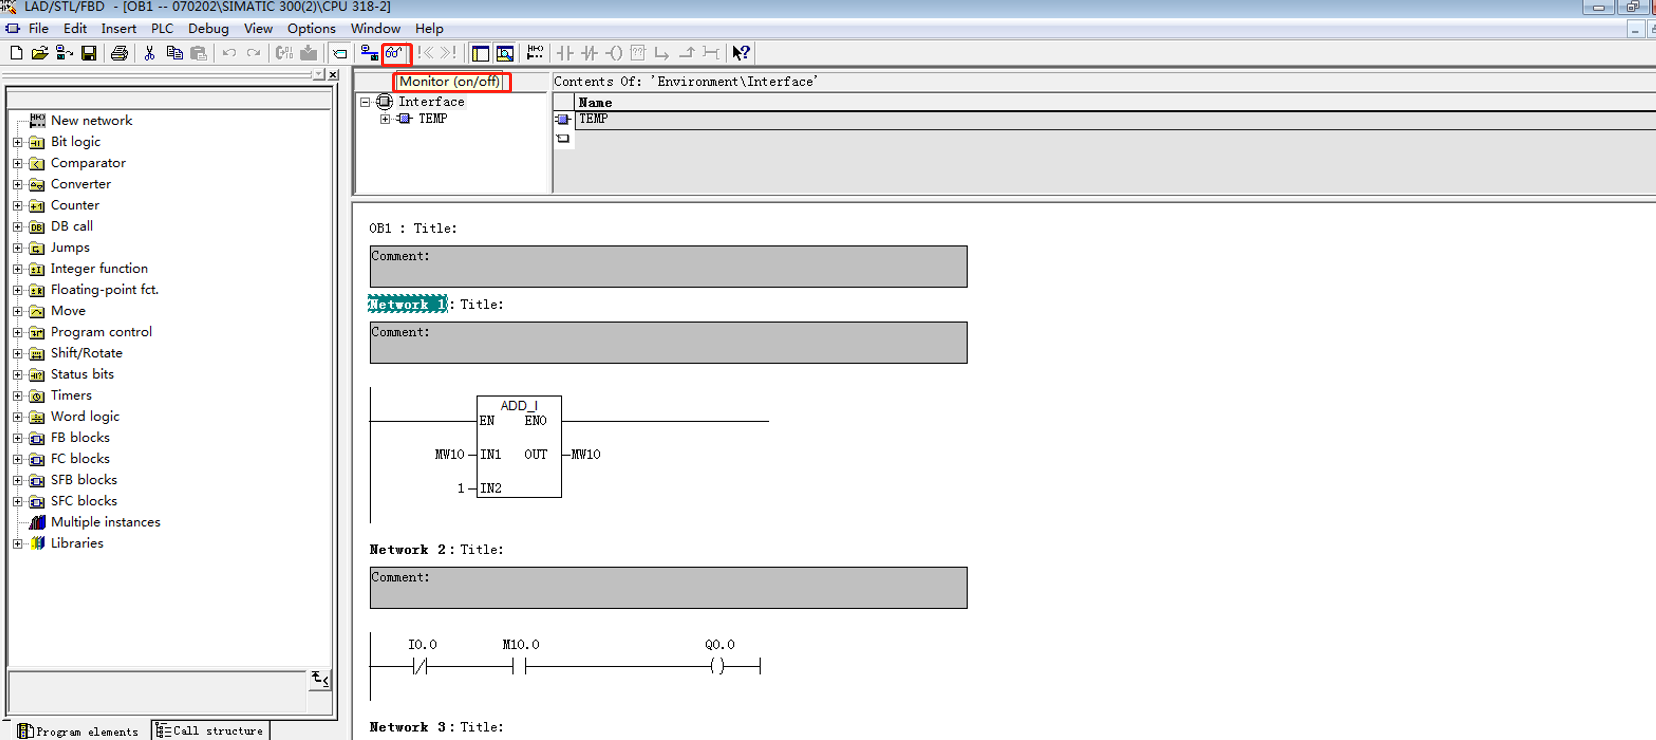 LAD/STL/FBD - [OB1 -- 070202\SIMATIC 300(2)\CPU 318-2]
File Edit Insert PLC Debug View Options Window Help
Monitor (on/off)
Contents Of: 'Environment\Interface'
Interface
TEMP
Name
TEMP
New network
Bit logic
Comparator
Converter
Counter
DB call
Jumps
Integer function
Floating-point fct.
Move
Program control
Shift/Rotate
Status bits
Timers
Word logic
FB blocks
FC blocks
SFB blocks
SFC blocks
Multiple instances
Libraries
Program elements
Call structure
OB1 : Title:
Comment:
Network 1: Title:
Comment:
ADD_I
EN ENO
MW10 IN1 OUT MW10
1 IN2
Network 2: Title:
Comment:
I0.0 M10.0 Q0.0
Network 3: Title: